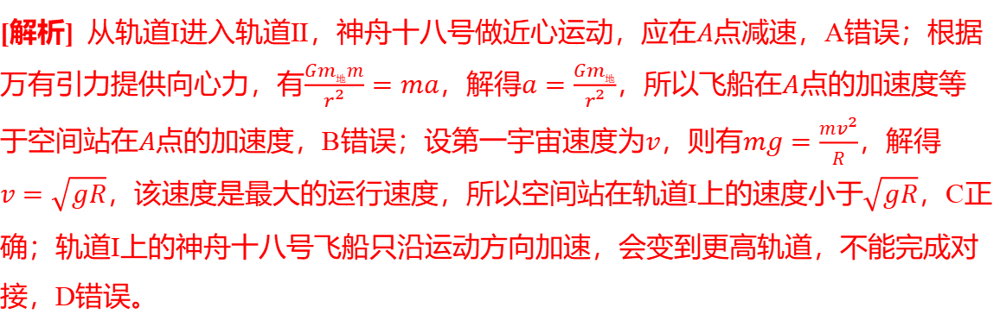 [解析] 从轨道I进入轨道II，神舟十八号做近心运动，应在A点减速，A错误；根据
万有引力提供向心力，有\frac{Gm_{地}m}{r^2} = ma，解得a = \frac{Gm_{地}}{r^2}，所以飞船在A点的加速度等
于空间站在A点的加速度，B错误；设第一宇宙速度为v，则有mg = \frac{mv^2}{R}，解得
v = \sqrt{gR}，该速度是最大的运行速度，所以空间站在轨道I上的速度小于\sqrt{gR}，C正
确；轨道I上的神舟十八号飞船只沿运动方向加速，会变到更高轨道，不能完成对
接，D错误。